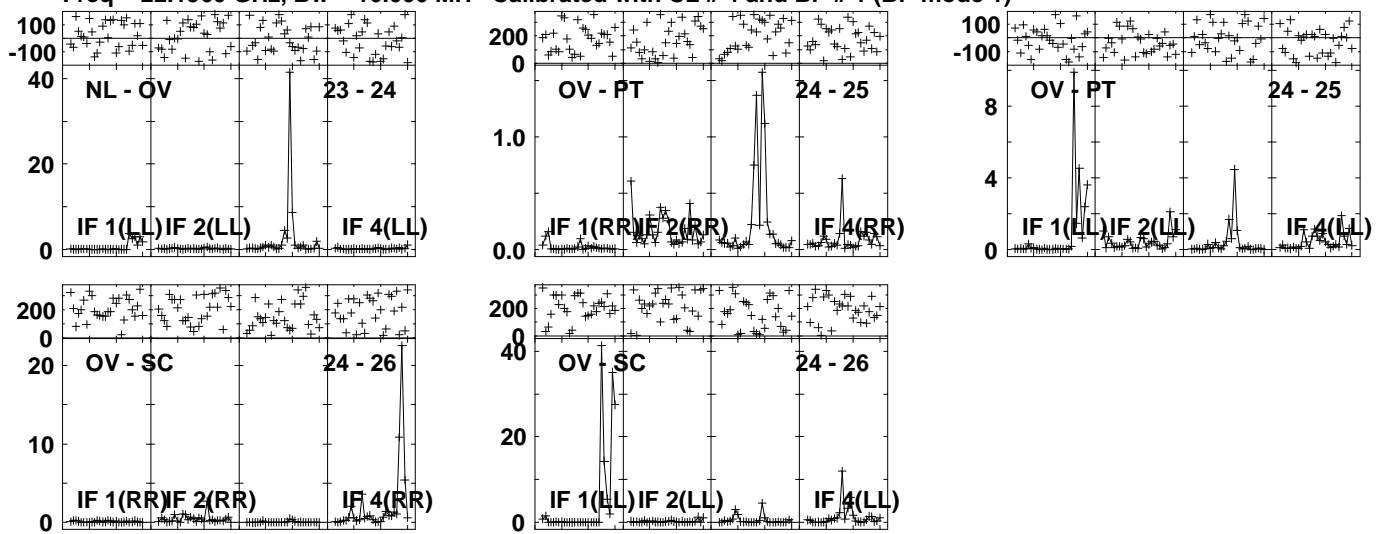 100
-100
40
20
0
NL - OV
23 - 24
IF 1(LL)
IF 2(LL)
IF 4(LL)
200
0
1.0
0.0
OV - PT
24 - 25
IF 1(RR)
IF 2(RR)
IF 4(RR)
100
-100
8
4
0
OV - PT
24 - 25
IF 1(LL)
IF 2(LL)
IF 4(LL)
200
0
20
10
0
OV - SC
24 - 26
IF 1(RR)
IF 2(RR)
IF 4(RR)
200
0
40
20
0
OV - SC
24 - 26
IF 1(LL)
IF 2(LL)
IF 4(LL)